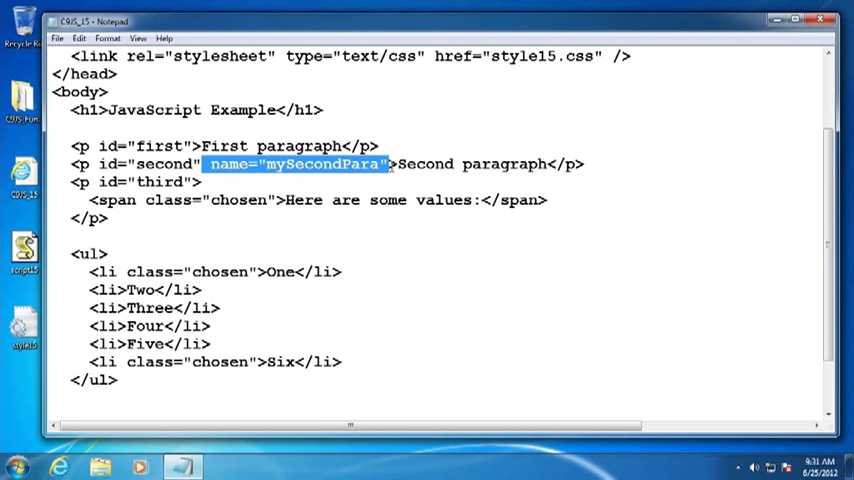 C9JS_15 - Notepad
Recycle Bi
File Edit Format View Help
<link rel="stylesheet" type="text/css" href="style15.css" />
</head>
<body>
<h1>JavaScript Example</h1>
C9JS_Fun
<p id="first">First paragraph</p>
<p id="second" name="mySecondPara">Second paragraph</p>
<p id="third">
C9JS_15
<span class="chosen">Here are some values:</span>
</p>
<ul>
script15
<li class="chosen">One</li>
<li>Two</li>
<li>Three</li>
<li>Four</li>
style15
<li>Five</li>
<li class="chosen">Six</li>
</ul>
9:31 AM
6/25/2012